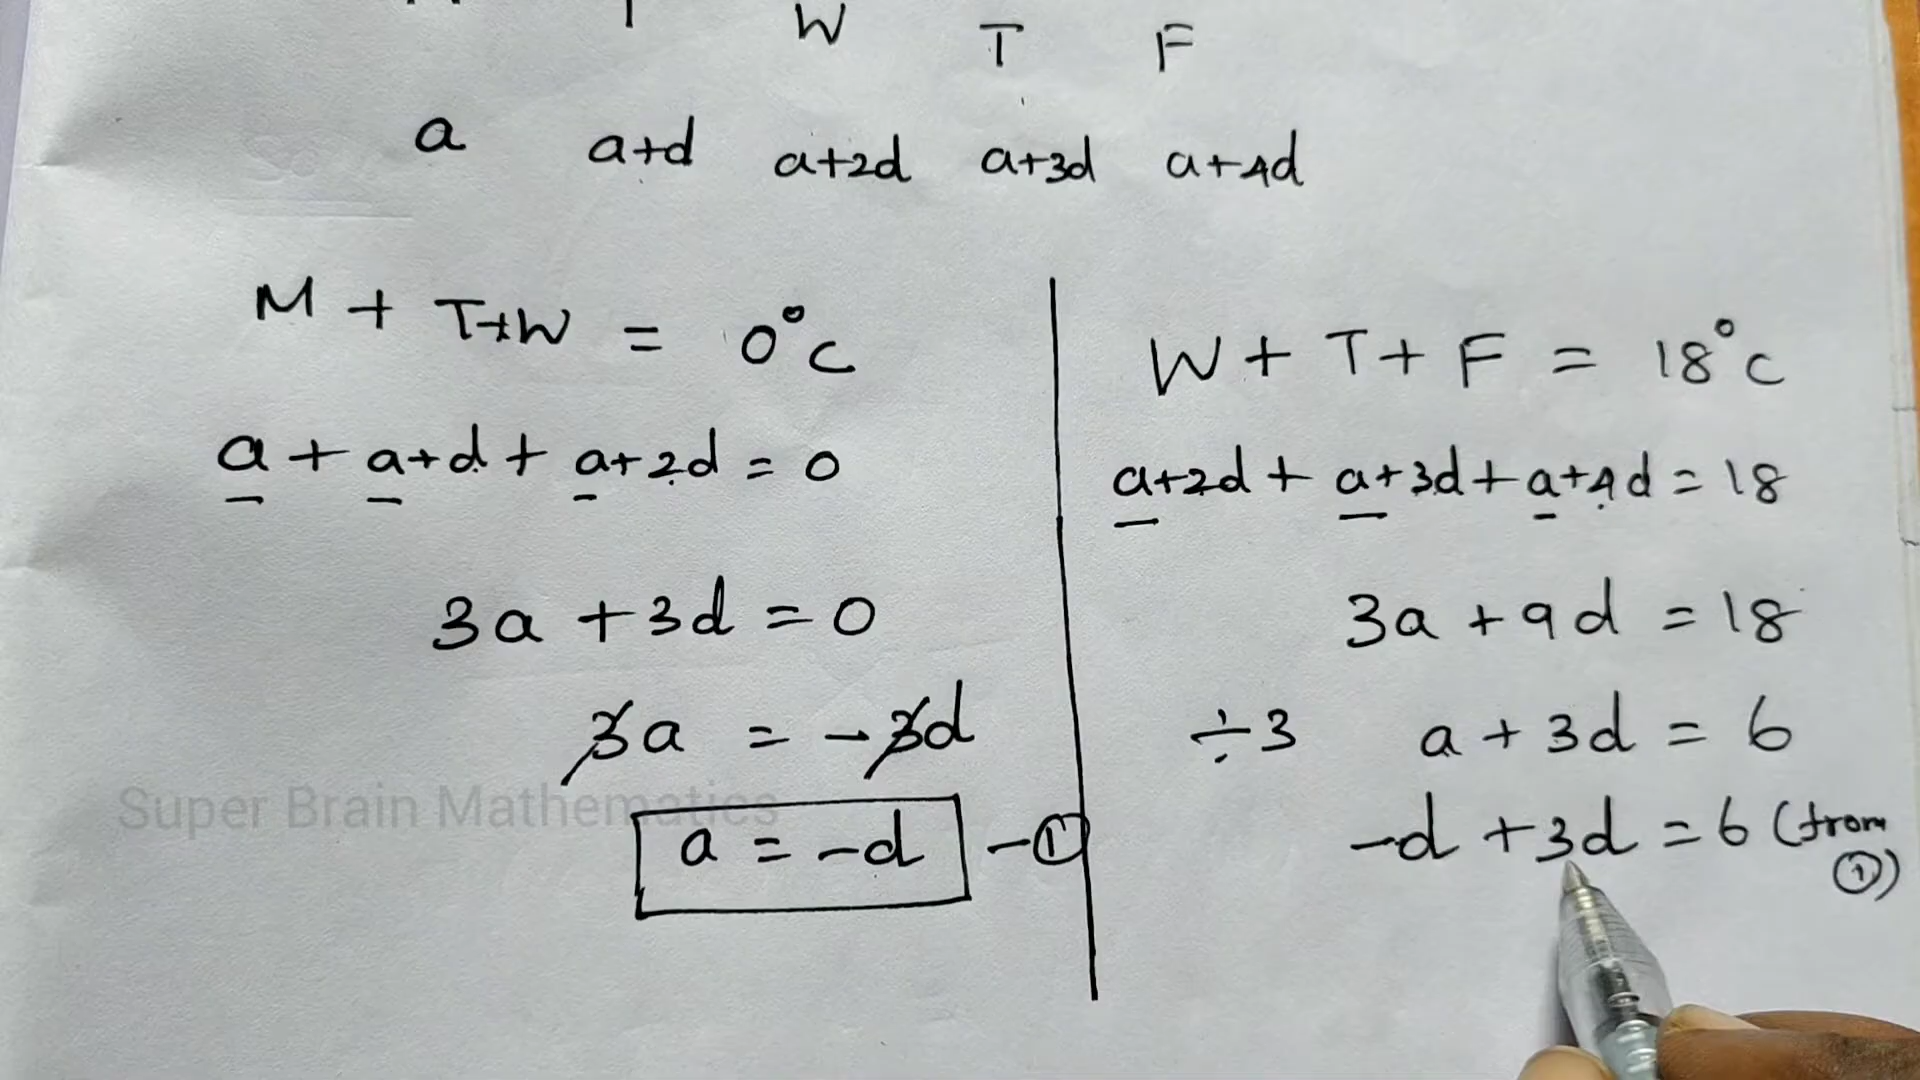 W T F
a a+d a+2d a+3d a+4d
M + T+W = 0°C
a + a+d + a+2d = 0
3a + 3d = 0
3a = -3d
a = -d -①
W + T + F = 18°C
a+2d + a+3d + a+4d = 18
3a + 9d = 18
÷3 a + 3d = 6
-d + 3d = 6 (from
①)
Super Brain Mathematics